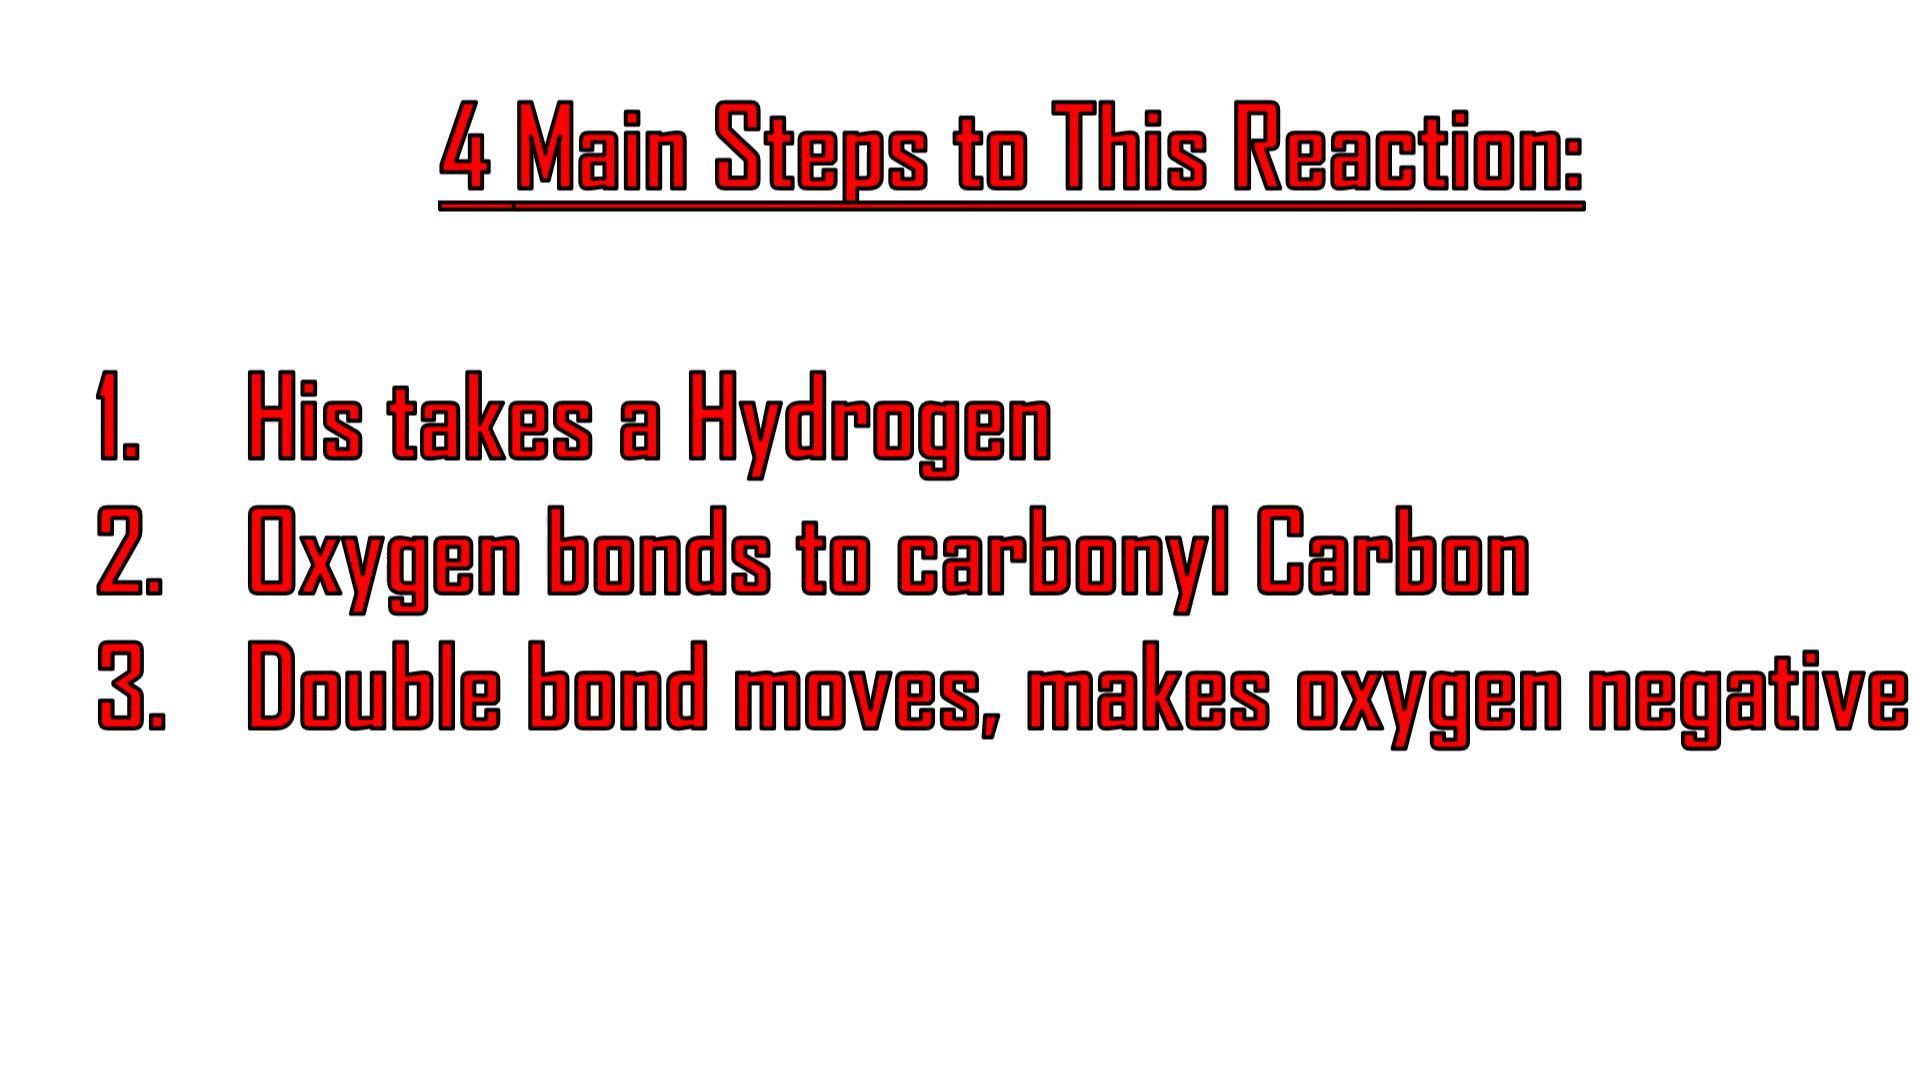 4 Main Steps to This Reaction:
1. His takes a Hydrogen
2. Oxygen bonds to carbonyl Carbon
3. Double bond moves, makes oxygen negative